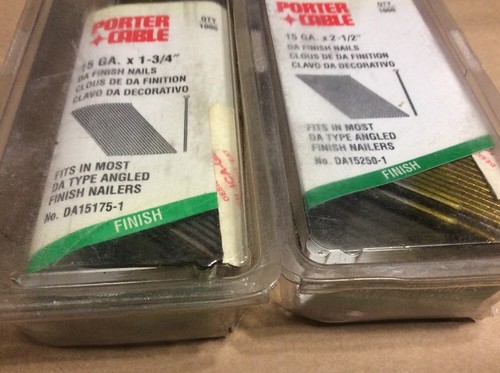 PORTER
CABLE
QTY
1000
15 GA. x 1-3/4"
DA FINISH NAILS
CLOUS DE DA FINITION
CLAVO DA DECORATIVO
FITS IN MOST
DA TYPE ANGLED
FINISH NAILERS
No. DA15175-1
FINISH
PORTER
CABLE
QTY
1000
15 GA. x 2-1/2"
DA FINISH NAILS
CLOUS DE DA FINITION
CLAVO DA DECORATIVO
FITS IN MOST
DA TYPE ANGLED
FINISH NAILERS
No. DA15250-1
FINISH